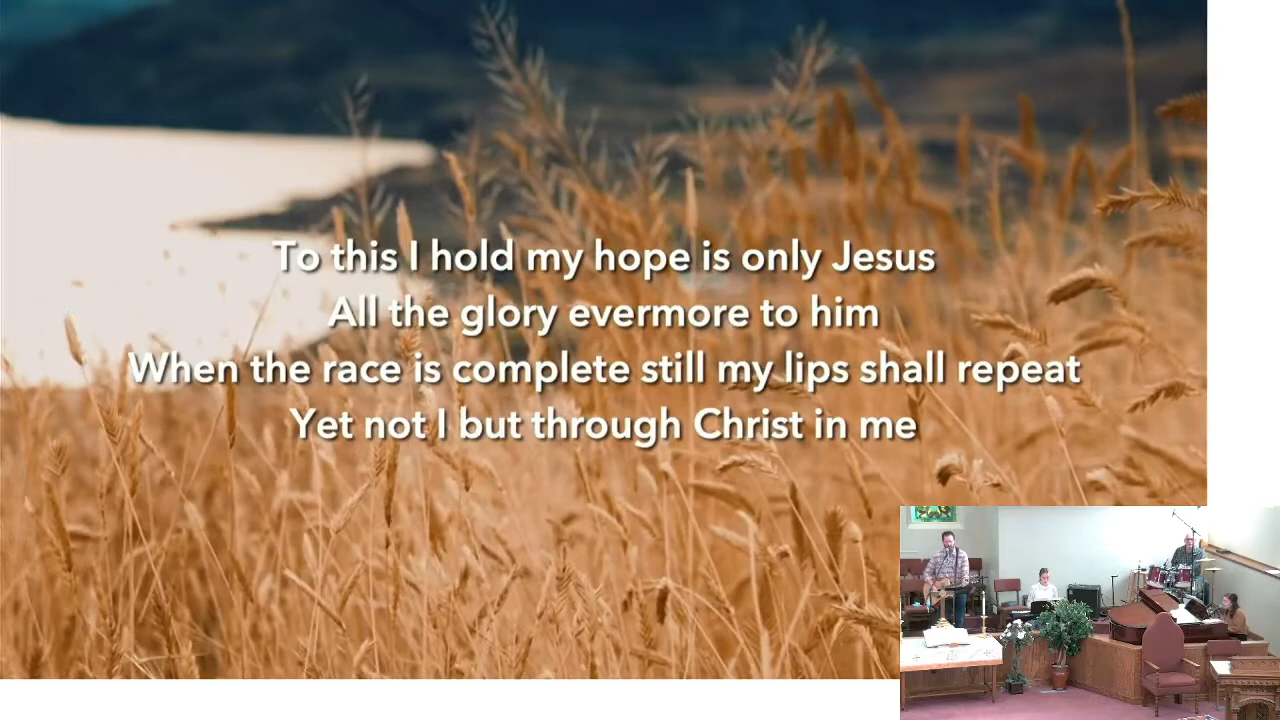 To this I hold my hope is only Jesus
All the glory evermore to him
When the race is complete still my lips shall repeat
Yet not I but through Christ in me